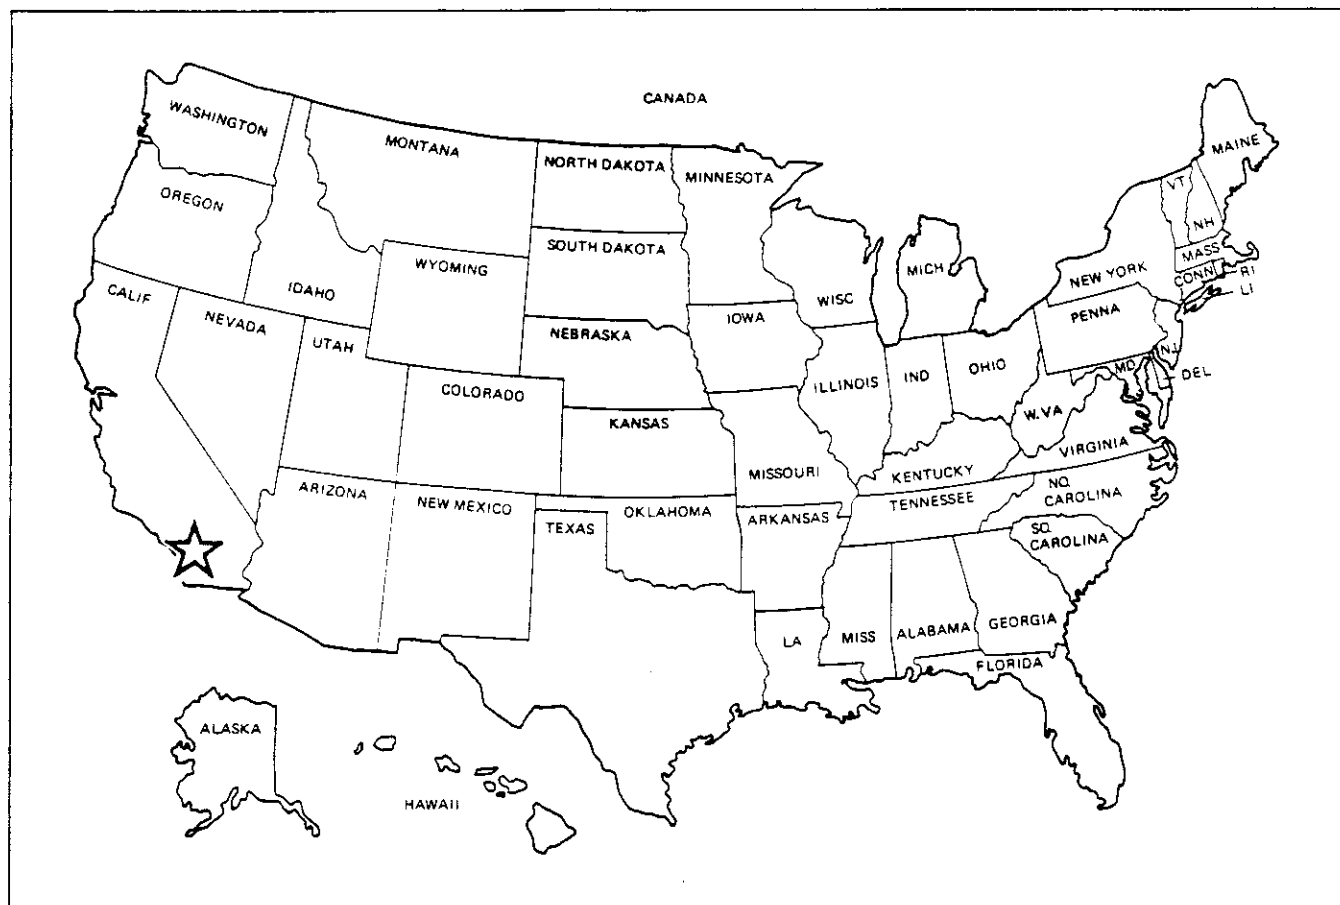 CANADA
WASHINGTON
MONTANA
NORTH DAKOTA
MINNESOTA
MAINE
VT
NH
OREGON
IDAHO
WYOMING
SOUTH DAKOTA
WISC
MICH
NEW YORK
MASS
CONN
RI
LI
CALIF
NEVADA
UTAH
COLORADO
NEBRASKA
IOWA
ILLINOIS
IND
OHIO
PENNA
N.J.
MD
DEL
W.VA
VIRGINIA
KANSAS
MISSOURI
KENTUCKY
ARIZONA
NEW MEXICO
TEXAS
OKLAHOMA
ARKANSAS
TENNESSEE
NO.
CAROLINA
SO.
CAROLINA
LA
MISS
ALABAMA
GEORGIA
FLORIDA
ALASKA
HAWAII